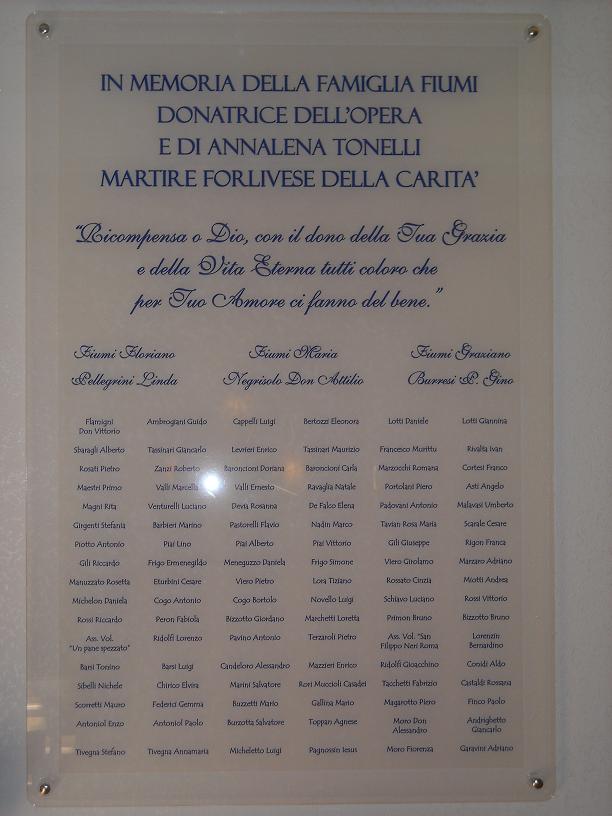 IN MEMORIA DELLA FAMIGLIA FIUMI
DONATRICE DELL'OPERA
E DI ANNALENA TONELLI
MARTIRE FORLIVESE DELLA CARITA'
"Ricompensa o Dio, con il dono della Tua Grazia
e della Vita Eterna tutti coloro che
per Tuo Amore ci fanno del bene."
Fiumi Floriano Fiumi Maria Fiumi Graziano
Pellegrini Linda Negrisolo Don Attilio Burresi P. Gino
Flamigni Ambrogiani Guido Cappelli Luigi Bertozzi Eleonora Lotti Daniele Lotti Giannina
Don Vittorio
Sbaragli Alberto Tassinari Giancarlo Levrieri Enrico Tassinari Maurizio Francesco Murittu Rivalta Ivan
Rosati Pietro Zanzi Roberto Baroncioni Doriana Baroncioni Carla Marzocchi Romana Cortesi Franco
Maestri Primo Valli Marcella Valli Ernesto Ravaglia Natale Portolani Piero Asti Angelo
Magni Rita Venturelli Luciano Devia Rosanna De Falco Elena Padovani Antonio Malavasi Umberto
Girgenti Stefania Barbieri Marino Pastorelli Flavio Nadin Marco Tavian Rosa Maria Scarale Cesare
Piotto Antonio Piai Lino Piai Alberto Piai Vittorio Gili Giuseppe Rigon Franca
Gili Riccardo Frigo Ermenegildo Meneguzzo Daniela Frigo Simone Viero Girolamo Marzaro Adriano
Manuzzato Rosetta Eturbini Cesare Viero Pietro Lora Tiziano Rossato Cinzia Miotti Andrea
Michelon Daniela Cogo Antonio Cogo Bortolo Novello Luigi Schiavo Luciano Rossi Vittorio
Rossi Riccardo Peron Fabiola Bizzotto Giordano Marchetti Loretta Primon Bruno Bizzotto Bruno
Ass. Vol. Ridolfi Lorenzo Pavino Antonio Terzaroli Pietro Ass. Vol. "San Lorenzin
"Un pane spezzato" Filippo Neri Roma Bernardino
Barsi Tonino Barsi Luigi Candeloro Alessandro Mazzieri Enrico Ridolfi Gioacchino Conidi Aldo
Sibelli Nichele Chirico Elvira Marini Salvatore Rori Muccioli Casadei Tacchetti Fabrizio Castaldi Rossana
Scorretti Mauro Federici Gemma Buzzetti Mario Gallina Mario Magarotto Piero Finco Paolo
Antoniol Enzo Antoniol Paolo Burzotta Salvatore Toppan Agnese Moro Don Andrighetto
Alessandro Giancarlo
Tivegna Stefano Tivegna Annamaria Micheletto Luigi Pagnossin Iesus Moro Fiorenza Garavini Adriano